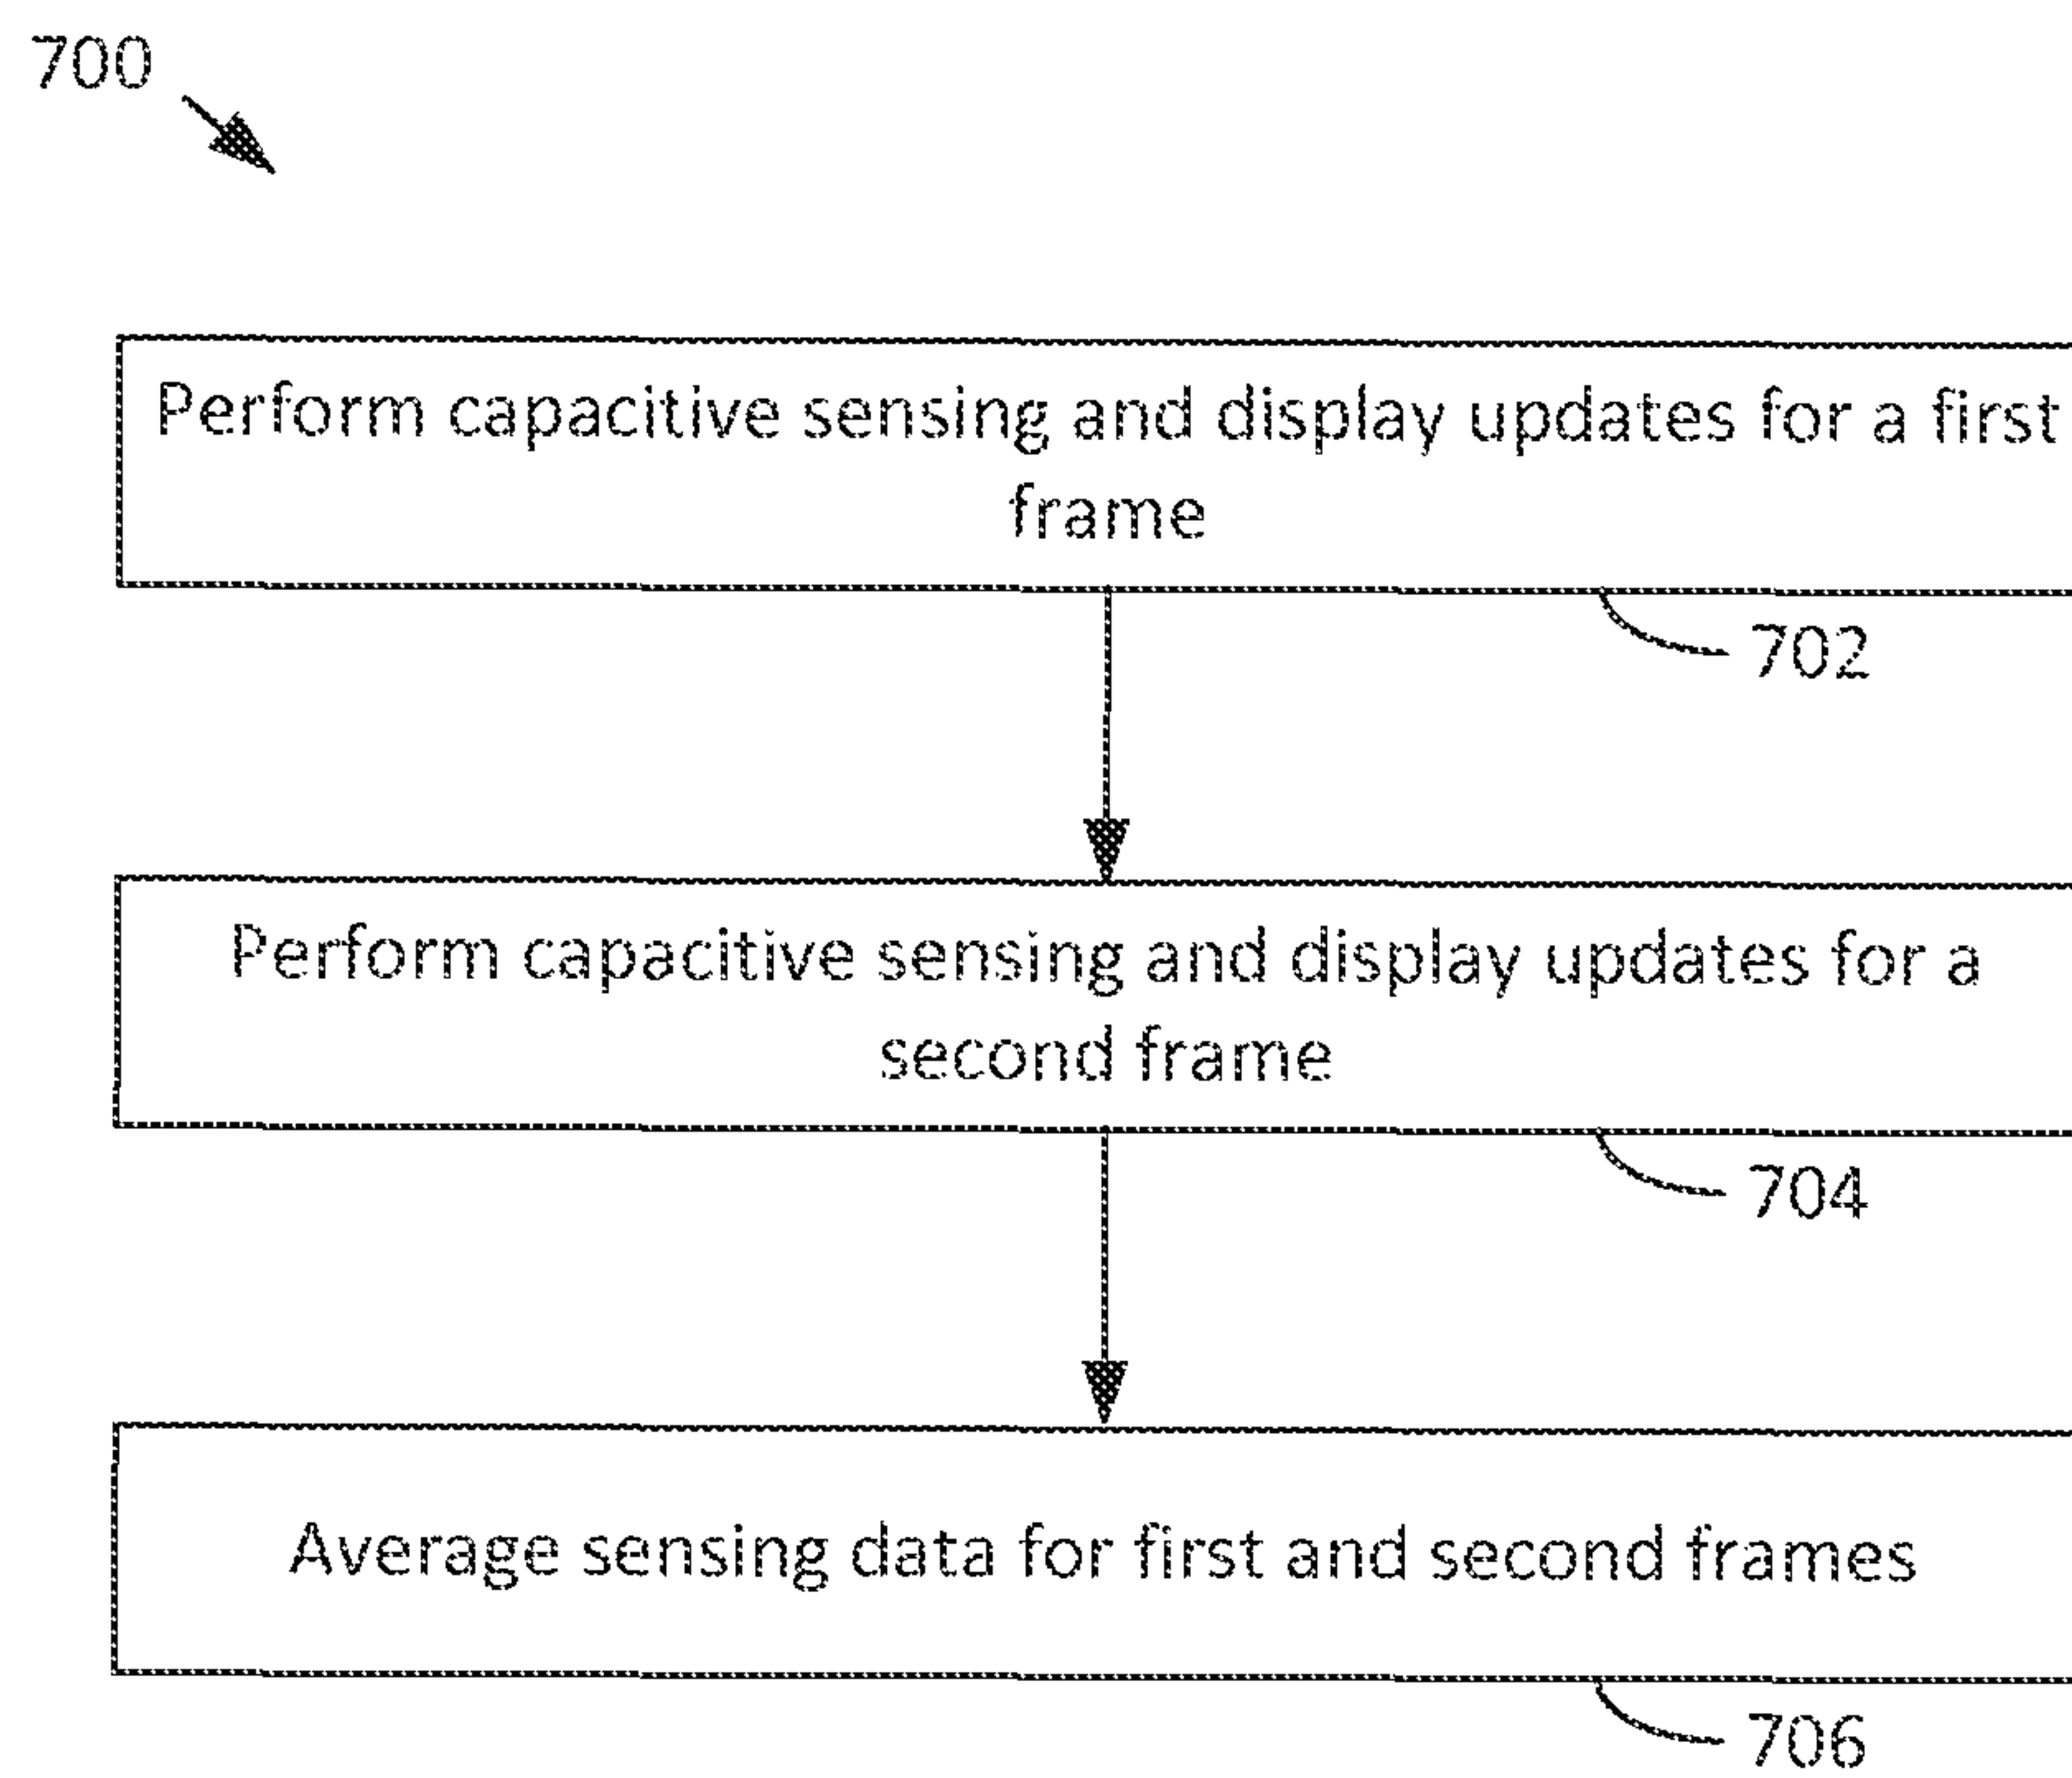 700
Perform capacitive sensing and display updates for a first
frame
702
Perform capacitive sensing and display updates for a
second frame
704
Average sensing data for first and second frames
706